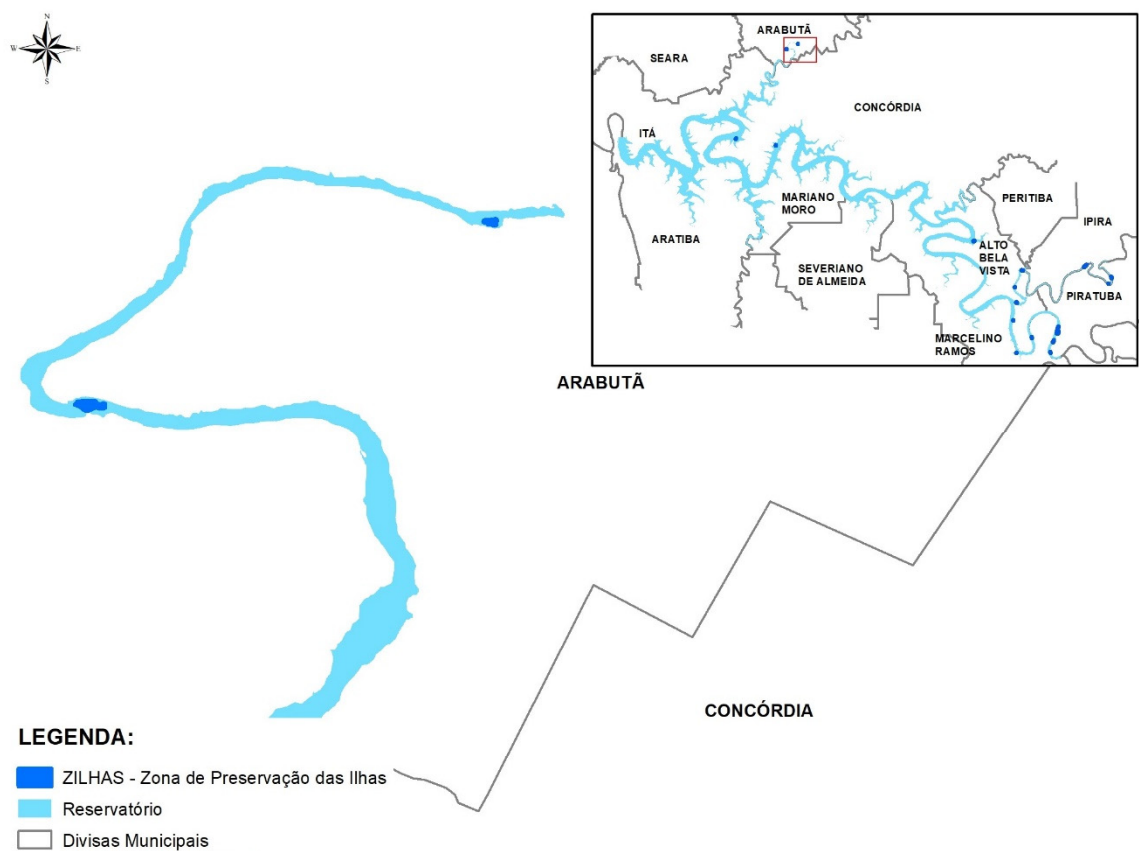 N
W
E
S
ARABUTÃ
SEARA
CONCÓRDIA
ITÁ
MARIANO
MORO
PERITIBA
IPIRA
ARATIBA
ALTO
BELA
VISTA
SEVERIANO
DE ALMEIDA
PIRATUBA
MARCELINO
RAMOS
ARABUTÃ
CONCÓRDIA
LEGENDA:
ZILHAS - Zona de Preservação das Ilhas
Reservatório
Divisas Municipais